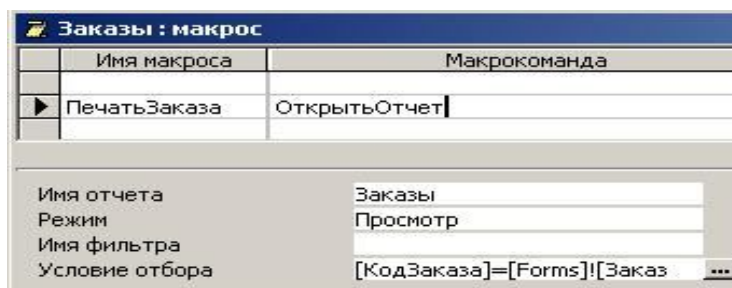 Заказы : макрос
Имя макроса Макрокоманда
ПечатьЗаказа ОткрытьОтчет
Имя отчета Заказы
Режим Просмотр
Имя фильтра
Условие отбора [КодЗаказа]=[Forms]![Заказ ...